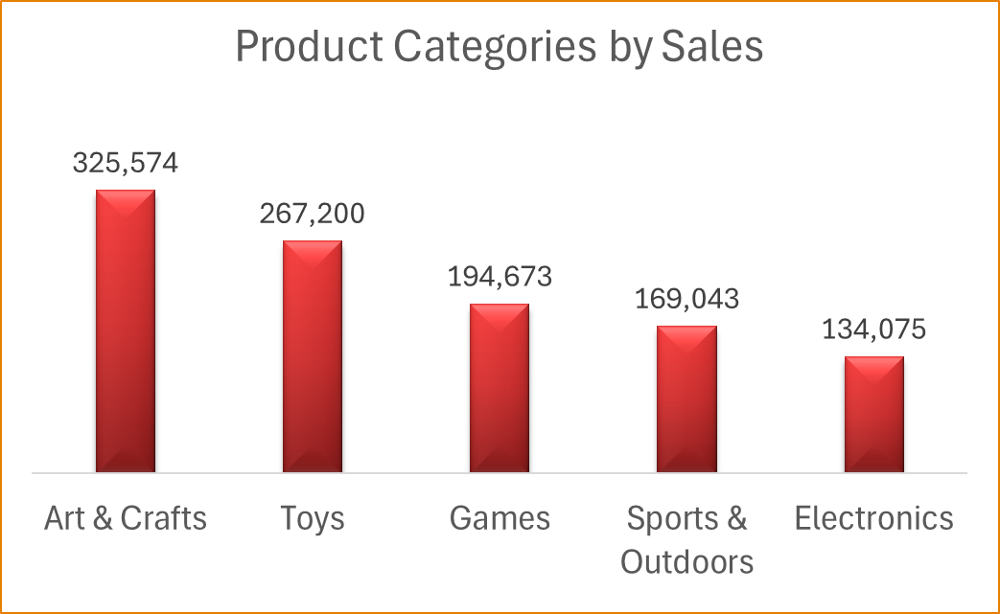 Product Categories by Sales
325,574
267,200
194,673
169,043
134,075
Art & Crafts
Toys
Games
Sports &
Outdoors
Electronics